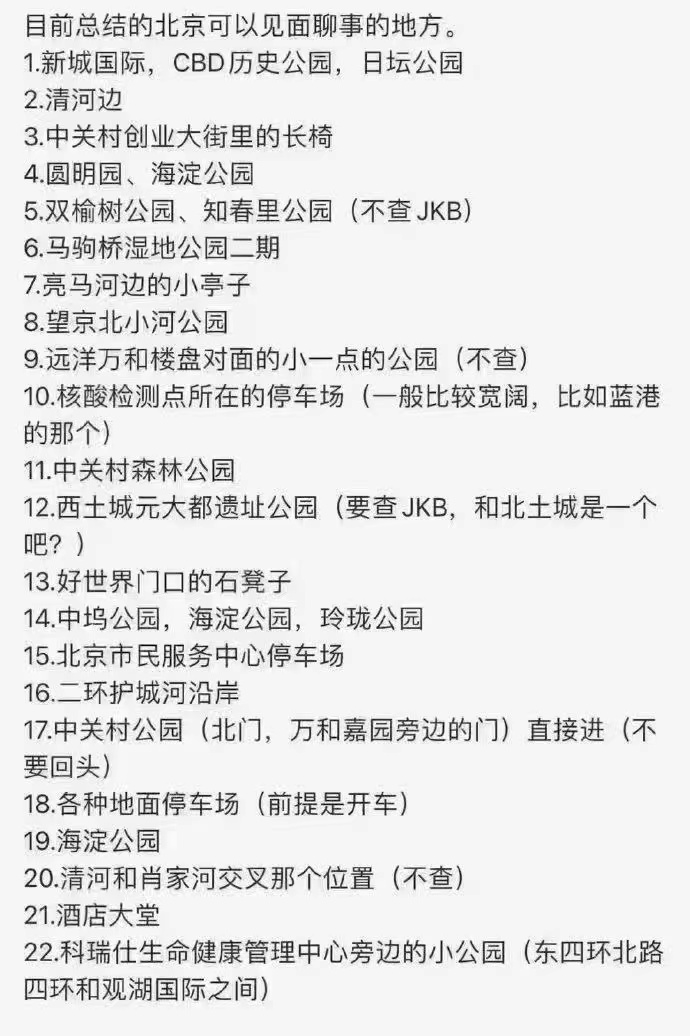 目前总结的北京可以见面聊事的地方。
1.新城国际，CBD历史公园，日坛公园
2.清河边
3.中关村创业大街里的长椅
4.圆明园、海淀公园
5.双榆树公园、知春里公园（不查JKB）
6.马驹桥湿地公园二期
7.亮马河边的小亭子
8.望京北小河公园
9.远洋万和楼盘对面的小一点的公园（不查）
10.核酸检测点所在的停车场（一般比较宽阔，比如蓝港
的那个）
11.中关村森林公园
12.西土城元大都遗址公园（要查JKB，和北土城是一个
吧？）
13.好世界门口的石凳子
14.中坞公园，海淀公园，玲珑公园
15.北京市民服务中心停车场
16.二环护城河沿岸
17.中关村公园（北门，万和嘉园旁边的门）直接进（不
要回头）
18.各种地面停车场（前提是开车）
19.海淀公园
20.清河和肖家河交叉那个位置（不查）
21.酒店大堂
22.科瑞仕生命健康管理中心旁边的小公园（东四环北路
四环和观湖国际之间）